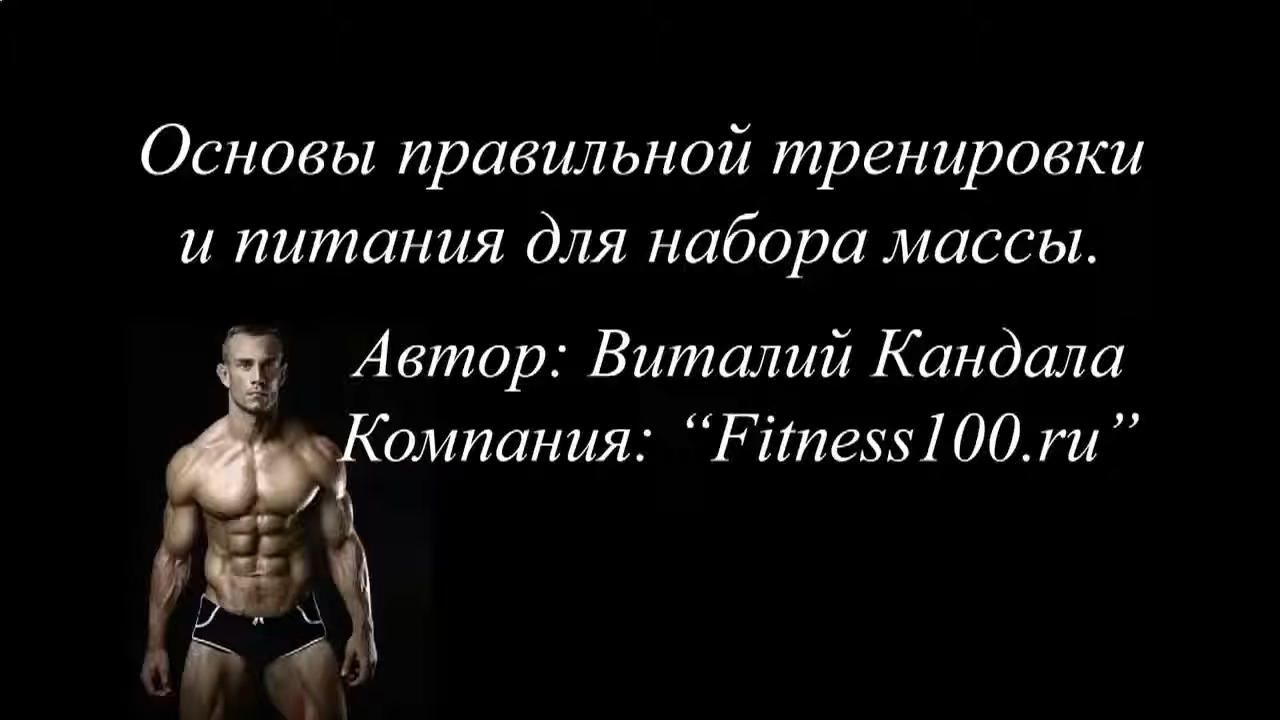 Основы правильной тренировки
и питания для набора массы.
Автор: Виталий Кандала
Компания: “Fitness100.ru”